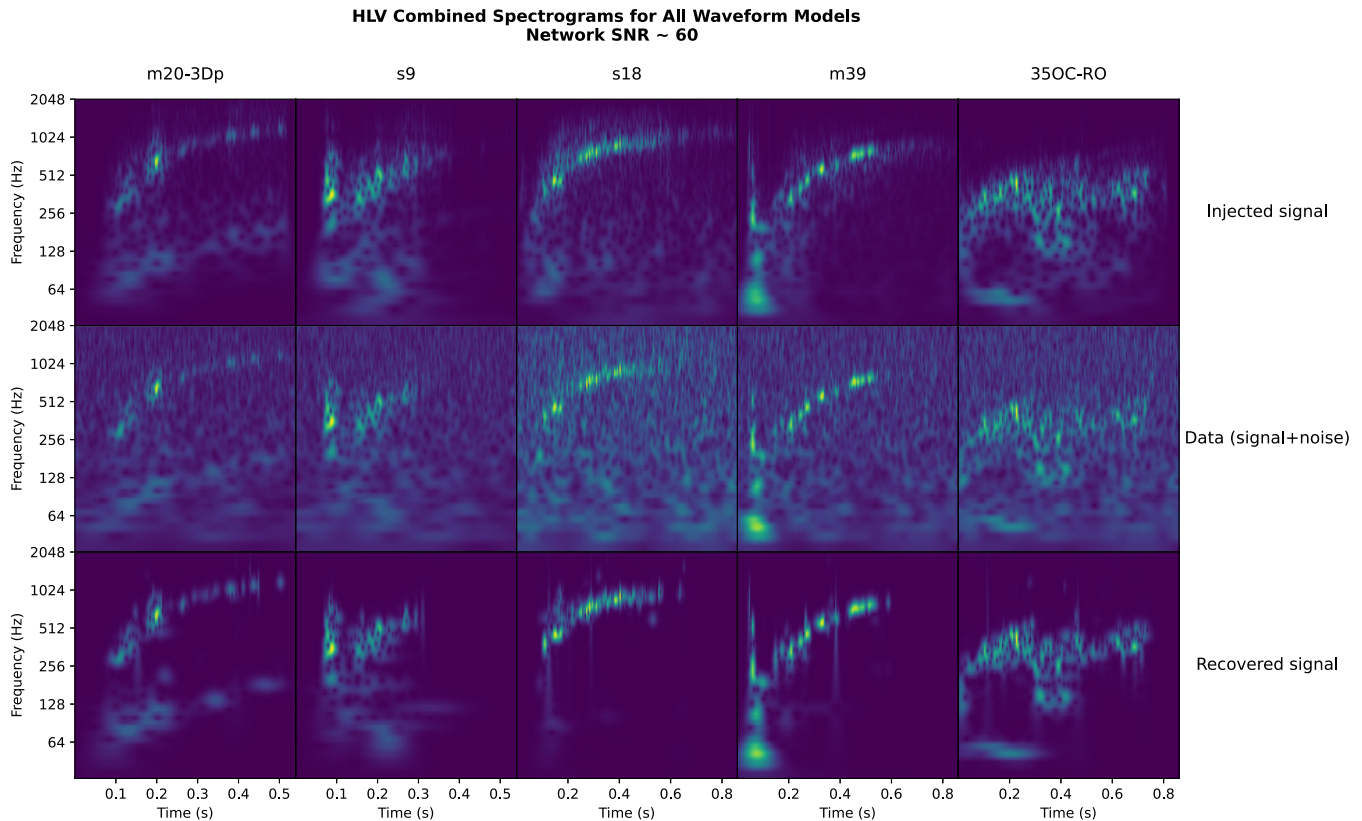 HLV Combined Spectrograms for All Waveform Models
Network SNR ~ 60
m20-3Dp s9 s18 m39 35OC-RO
2048
1024
512
256
128
64
Frequency (Hz)
Injected signal
2048
1024
512
256
128
64
Frequency (Hz)
Data (signal+noise)
2048
1024
512
256
128
64
Frequency (Hz)
Recovered signal
0.1 0.2 0.3 0.4 0.5 0.1 0.2 0.3 0.4 0.5 0.2 0.4 0.6 0.8 0.2 0.4 0.6 0.8 0.2 0.4 0.6 0.8
Time (s) Time (s) Time (s) Time (s) Time (s)